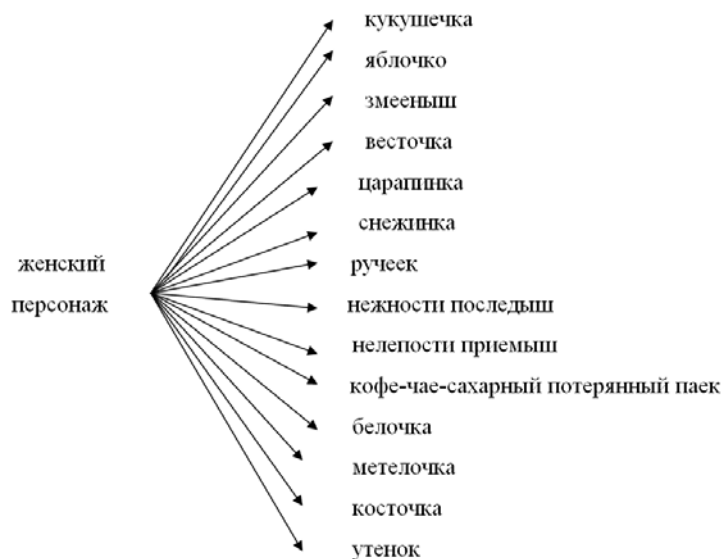 кукушечка
яблочко
змееныш
весточка
царапинка
снежинка
женский
персонаж
ручеек
нежности последыш
нелепости приемыш
кофе-чае-сахарный потерянный паек
белочка
метелочка
косточка
утенок